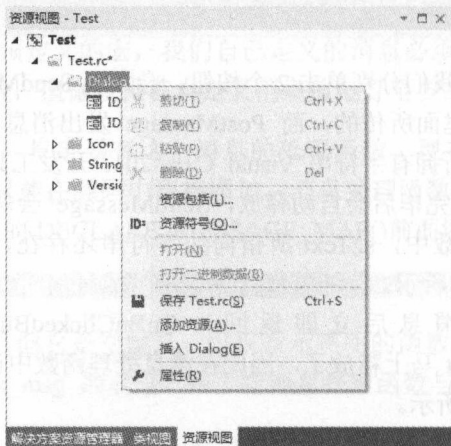 资源视图 - Test
Test
Test.rc*
Dialog
ID
ID
Icon
String
Versic
剪切(T) Ctrl+X
复制(Y) Ctrl+C
粘贴(P) Ctrl+V
删除(D) Del
资源包括(I)...
ID= 资源符号(O)...
打开(N)
打开二进制数据(B)
保存 Test.rc(S) Ctrl+S
添加资源(A)...
插入 Dialog(E)
属性(R)
解决方案资源管理器 类视图 资源视图